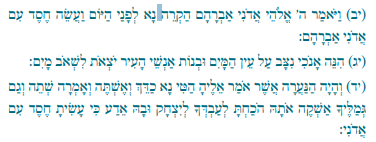 (יב) וַיֹּאמַר ה' אֱלֹהֵי אֲדֹנִי אַבְרָהָם הַקְרֵה נָא לְפָנַי הַיּוֹם וַעֲשֵׂה חֶסֶד עִם
אֲדֹנִי אַבְרָהָם:
(יג) הִנֵּה אָנֹכִי נִצָּב עַל עֵין הַמָּיִם וּבְנוֹת אַנְשֵׁי הָעִיר יֹצְאֹת לִשְׁאֹב מָיִם:
(יד) וְהָיָה הַנַּעֲרָה אֲשֶׁר אֹמַר אֵלֶיהָ הַטִּי נָא כַדֵּךְ וְאֶשְׁתֶּה וְאָמְרָה שְׁתֵה וְגַם
גְּמַלֶּיךָ אַשְׁקֶה אֹתָהּ הֹכַחְתָּ לְעַבְדְּךָ לְיִצְחָק וּבָהּ אֵדַע כִּי עָשִׂיתָ חֶסֶד עִם
אֲדֹנִי: